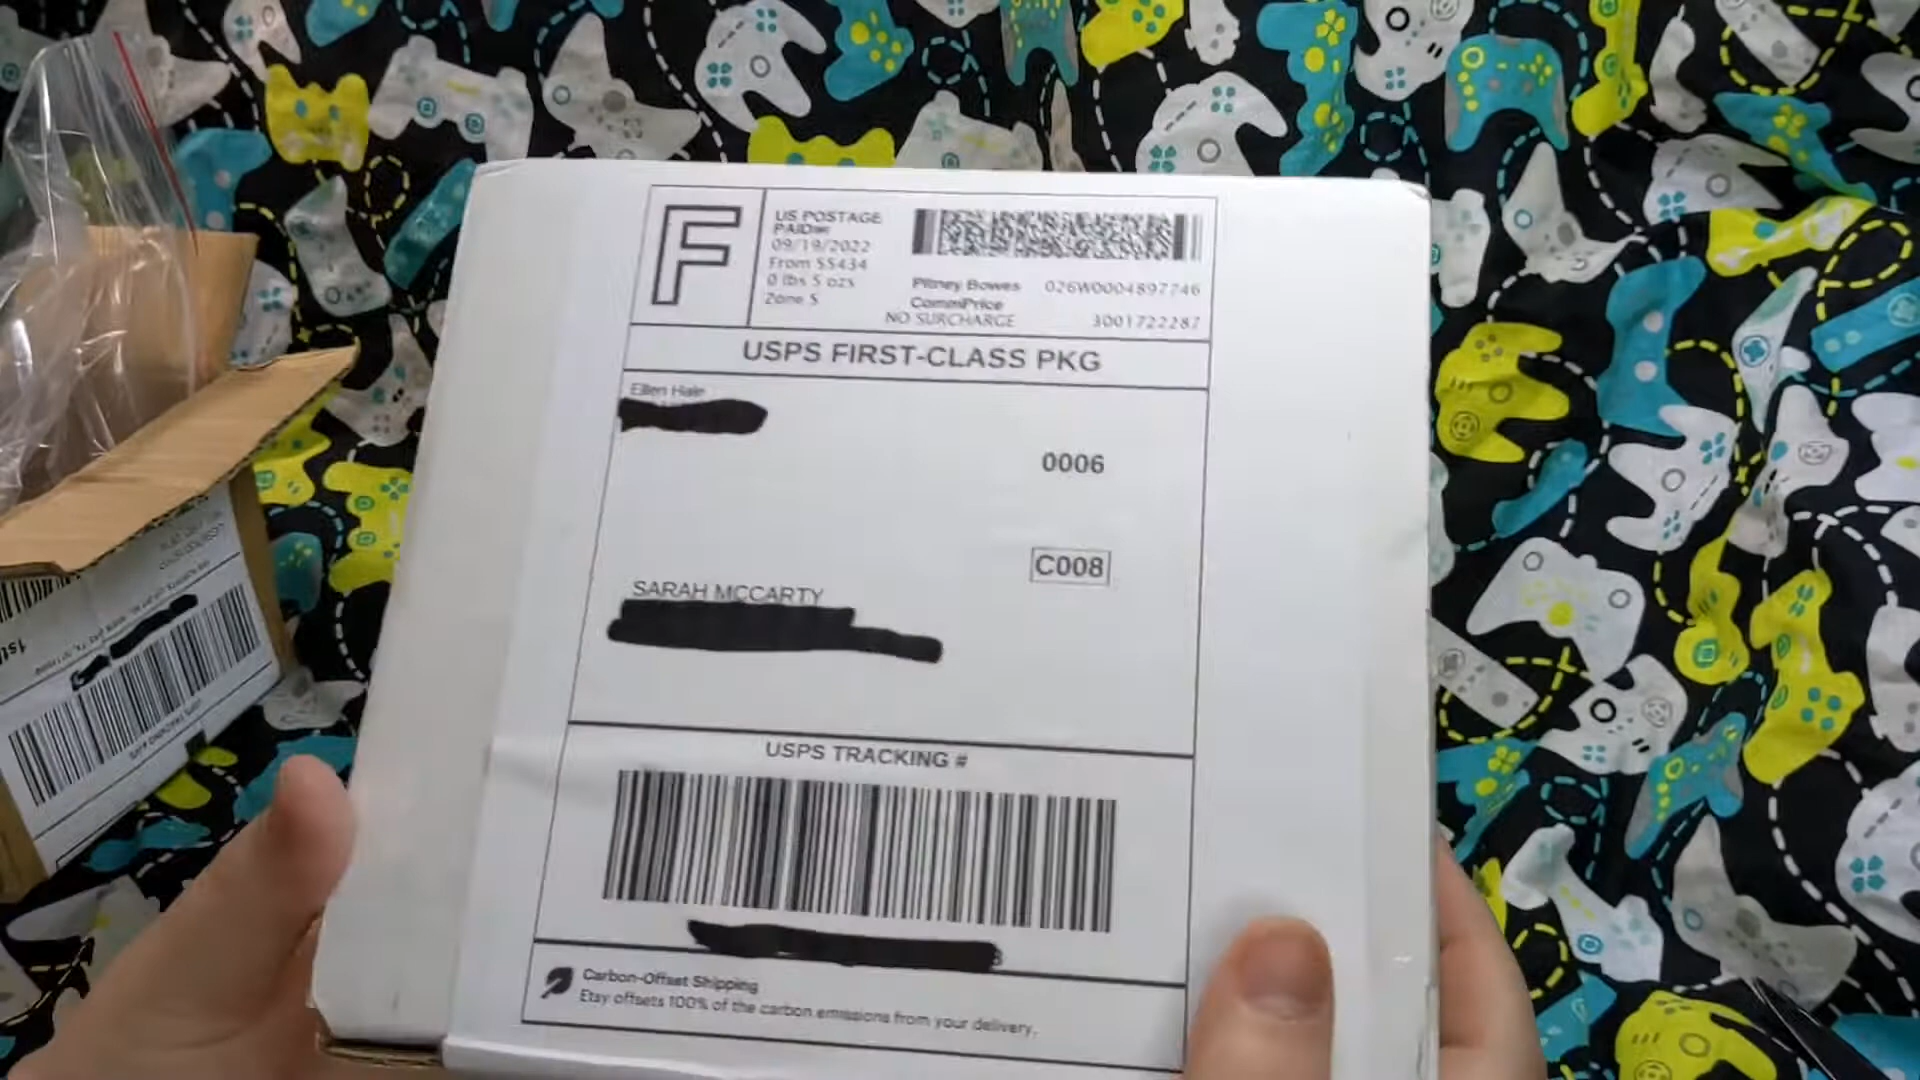 F
US POSTAGE
PAID
09/19/2022
From 55434
0 lbs 5 ozs
Zone 5
Pitney Bowes
CommPrice
NO SURCHARGE
026W0004897746
3001722287
USPS FIRST-CLASS PKG
Ellen Hale
0006
C008
SARAH MCCARTY
USPS TRACKING #
Carbon-Offset Shipping
Etsy offsets 100% of the carbon emissions from your delivery.